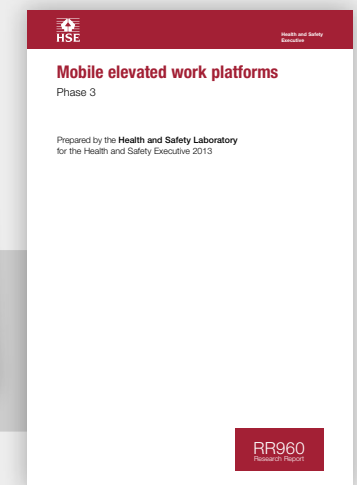 HSE
Health and Safety
Executive
Mobile elevated work platforms
Phase 3
Prepared by the Health and Safety Laboratory
for the Health and Safety Executive 2013
RR960
Research Report